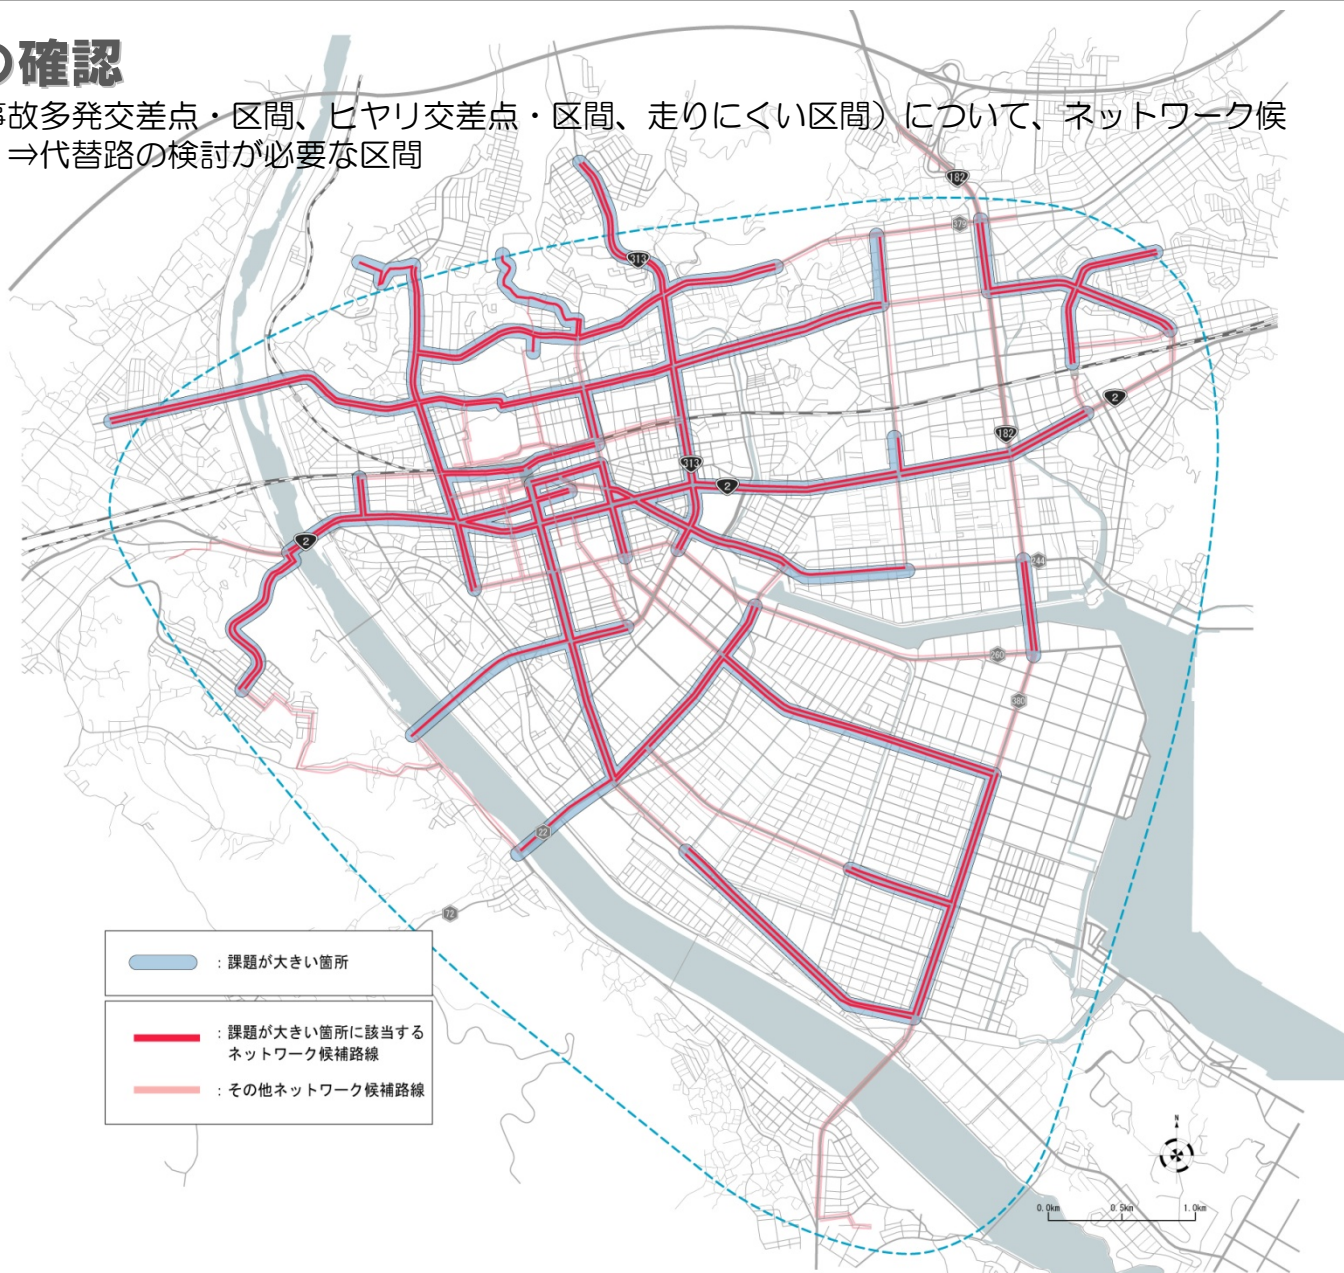 の確認
事故多発交差点・区間、ヒヤリ交差点・区間、走りにくい区間）について、ネットワーク候
⇒代替路の検討が必要な区間
182
379
313
2
182
313
2
2
244
260
380
22
72
：課題が大きい箇所
：課題が大きい箇所に該当する
ネットワーク候補路線
：その他ネットワーク候補路線
N
0.0km 0.5km 1.0km